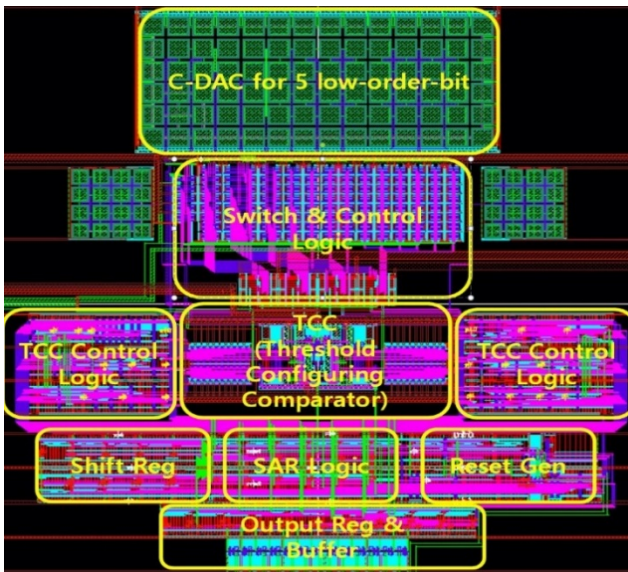 C-DAC for 5 low-order-bit
Switch & Control
Logic
TCC Control
Logic
TCC
(Threshold
Configuring
Comparator)
TCC Control
Logic
Shift Reg
SAR Logic
Reset Gen
Output Reg &
Buffer